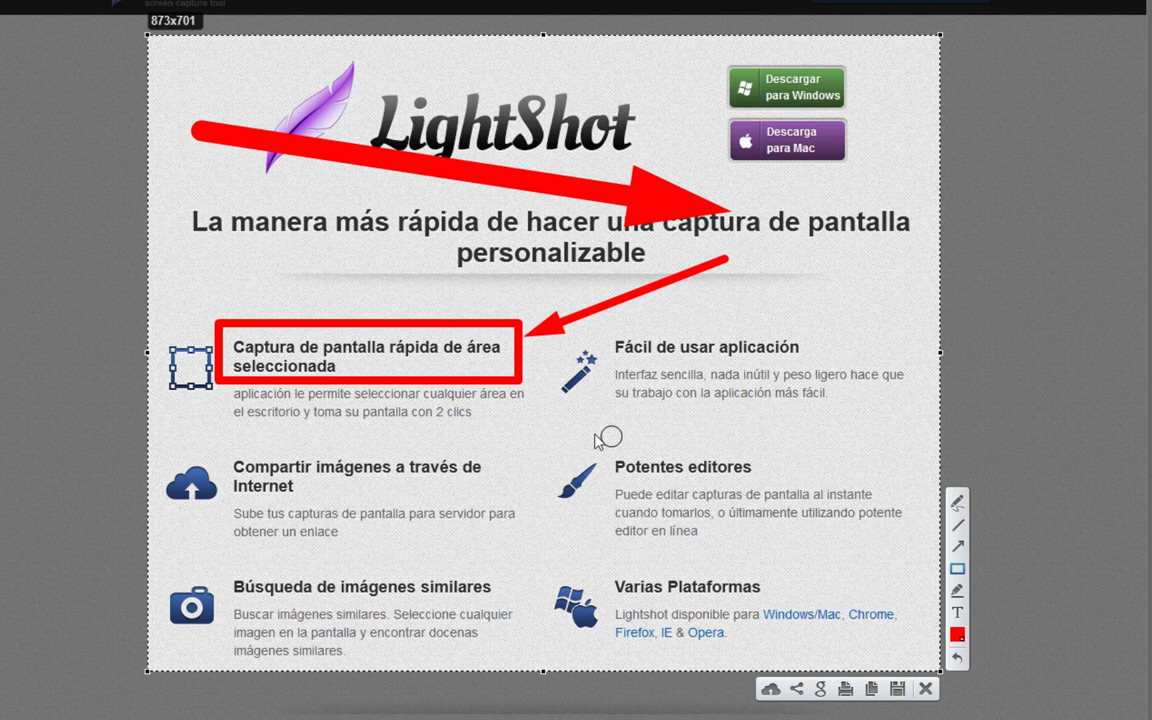 screen capture tool
873x701
LightShot
Descargar
para Windows
Descarga
para Mac
La manera más rápida de hacer una captura de pantalla
personalizable
Captura de pantalla rápida de área
seleccionada
aplicación le permite seleccionar cualquier área en
el escritorio y toma su pantalla con 2 clics
Fácil de usar aplicación
Interfaz sencilla, nada inútil y peso ligero hace que
su trabajo con la aplicación más fácil.
Compartir imágenes a través de
Internet
Sube tus capturas de pantalla para servidor para
obtener un enlace
Potentes editores
Puede editar capturas de pantalla al instante
cuando tomarlos, o últimamente utilizando potente
editor en línea
Búsqueda de imágenes similares
Buscar imágenes similares. Seleccione cualquier
imagen en la pantalla y encontrar docenas
imágenes similares.
Varias Plataformas
Lightshot disponible para Windows/Mac, Chrome,
Firefox, IE & Opera.
T
g